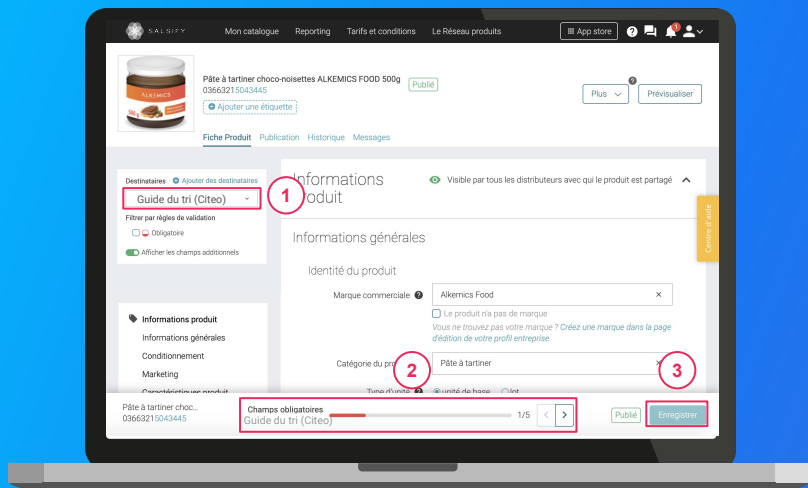 SALSIFY
Mon catalogue
Reporting
Tarifs et conditions
Le Réseau produits
App store
1
ALKEMICS
500 g
Pâte à tartiner choco-noisettes ALKEMICS FOOD 500g
03663215043445
Publié
Ajouter une étiquette
Plus
Prévisualiser
Fiche Produit
Publication
Historique
Messages
Destinataires
Ajouter des destinataires
Guide du tri (Citeo)
1
Filtrer par règles de validation
Obligatoire
Afficher les champs additionnels
Informations
produit
Visible par tous les distributeurs avec qui le produit est partagé
Centre d'aide
Informations générales
Identité du produit
Marque commerciale
Alkemics Food
Le produit n'a pas de marque
Vous ne trouvez pas votre marque ? Créez une marque dans la page
d'édition de votre profil entreprise
Catégorie du pro
Pâte à tartiner
2
3
Type d'unité
unité de base
lot
Informations produit
Informations générales
Conditionnement
Marketing
Caractéristiques produit
Pâte à tartiner choc...
03663215043445
Champs obligatoires
Guide du tri (Citeo)
1/5
Publié
Enregistrer